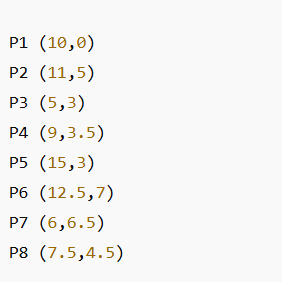 P1 (10,0)
P2 (11,5)
P3 (5,3)
P4 (9,3.5)
P5 (15,3)
P6 (12.5,7)
P7 (6,6.5)
P8 (7.5,4.5)